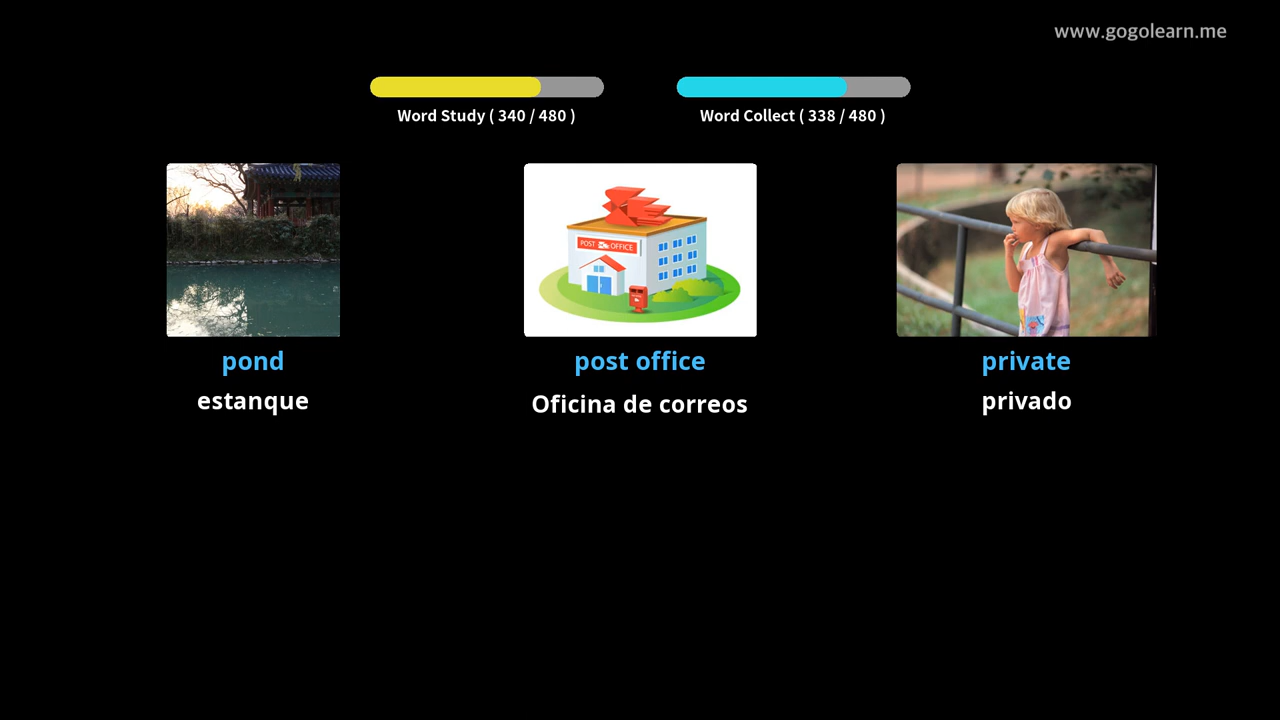 www.gogolearn.me
Word Study ( 340 / 480 )
Word Collect ( 338 / 480 )
POST OFFICE
pond
post office
private
estanque
Oficina de correos
privado